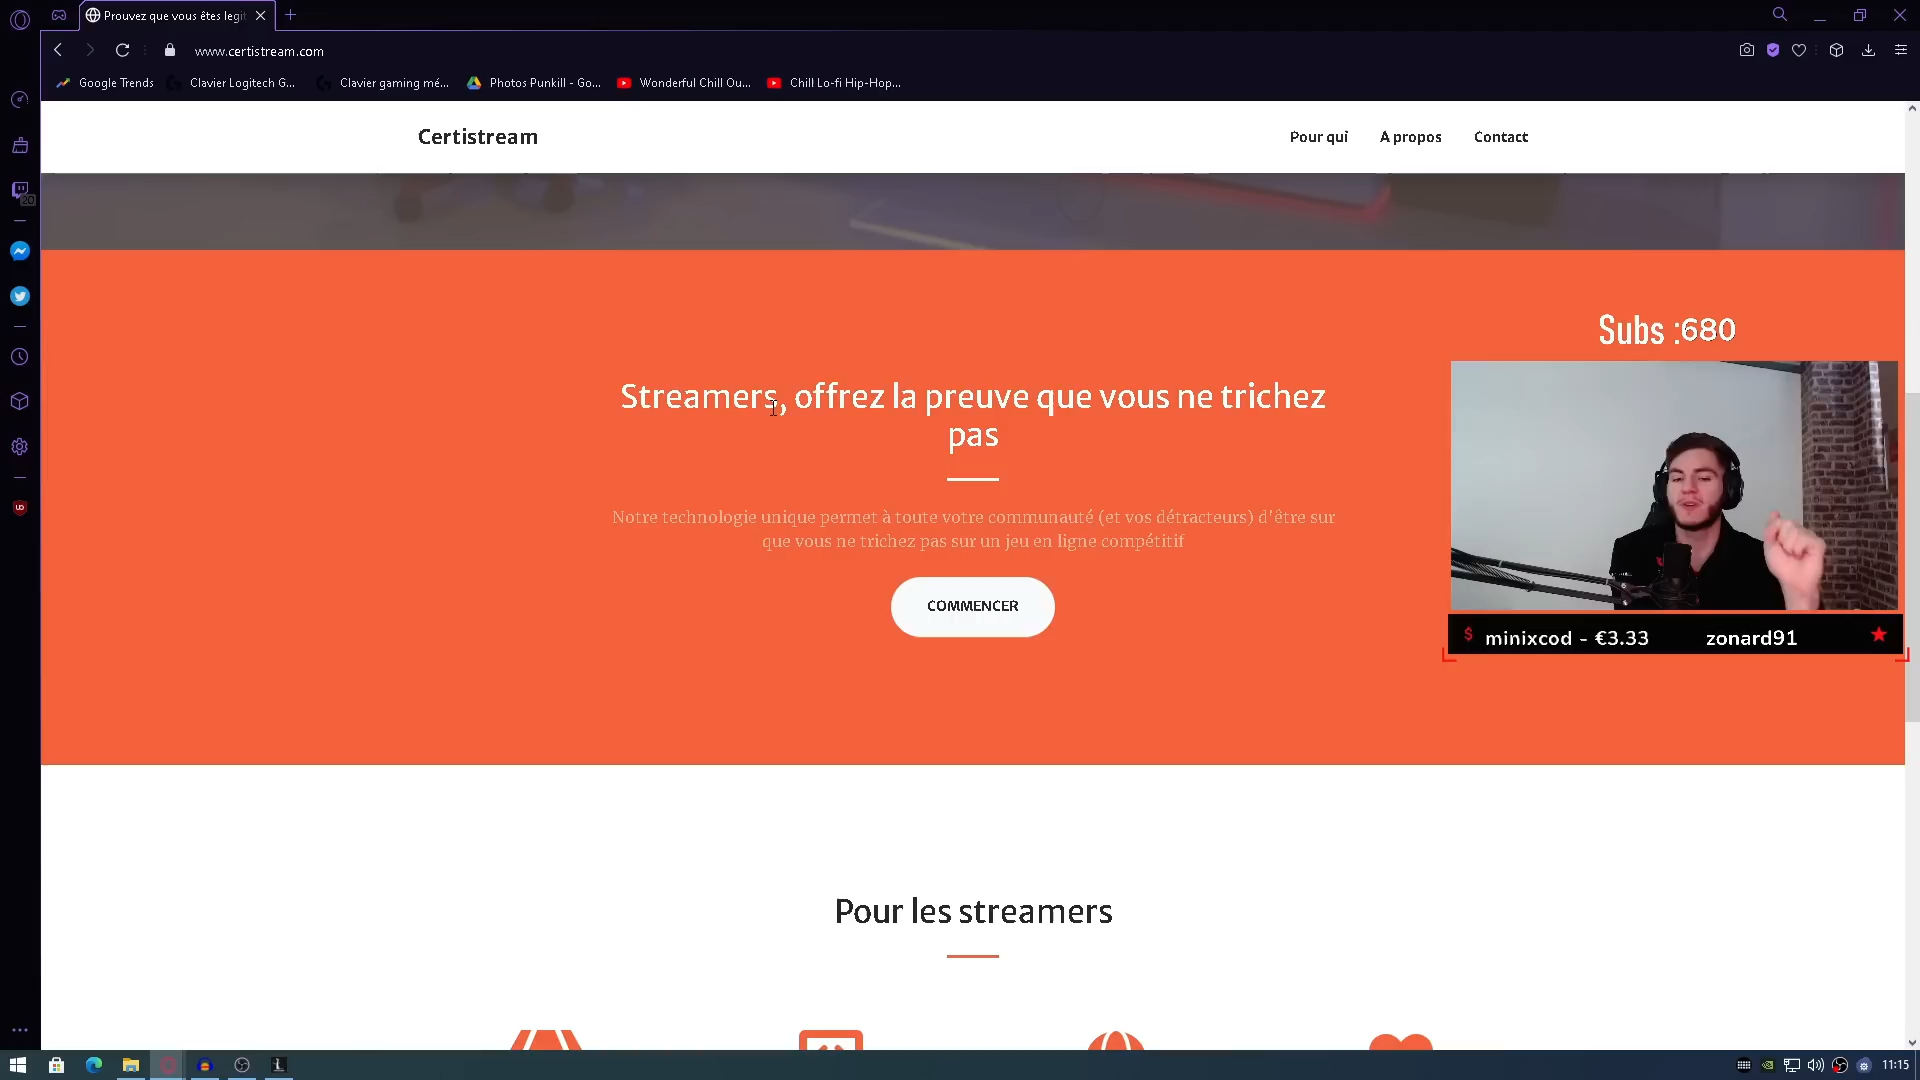 Prouvez que vous êtes legit
www.certistream.com
Google Trends
Clavier Logitech G...
Clavier gaming mé...
Photos Punkill - Go...
Wonderful Chill Ou...
Chill Lo-fi Hip-Hop...
Certistream
Pour qui
A propos
Contact
20
Subs :680
Streamers, offrez la preuve que vous ne trichez
pas
Notre technologie unique permet à toute votre communauté (et vos détracteurs) d'être sur
que vous ne trichez pas sur un jeu en ligne compétitif
COMMENCER
$ minixcod - €3.33 zonard91
Pour les streamers
11:15